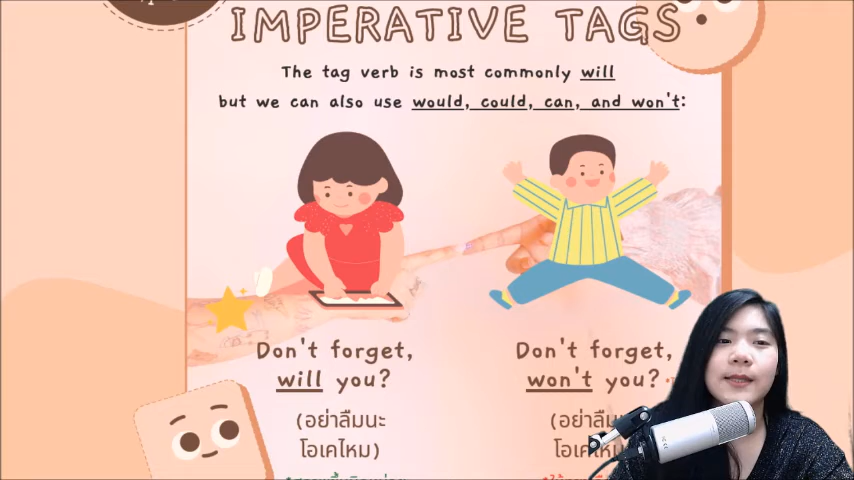 IMPERATIVE TAGS
The tag verb is most commonly will
but we can also use would, could, can, and won't:
Don't forget,
will you?
(อย่าลืมนะ
โอเคไหม)
Don't forget,
won't you?